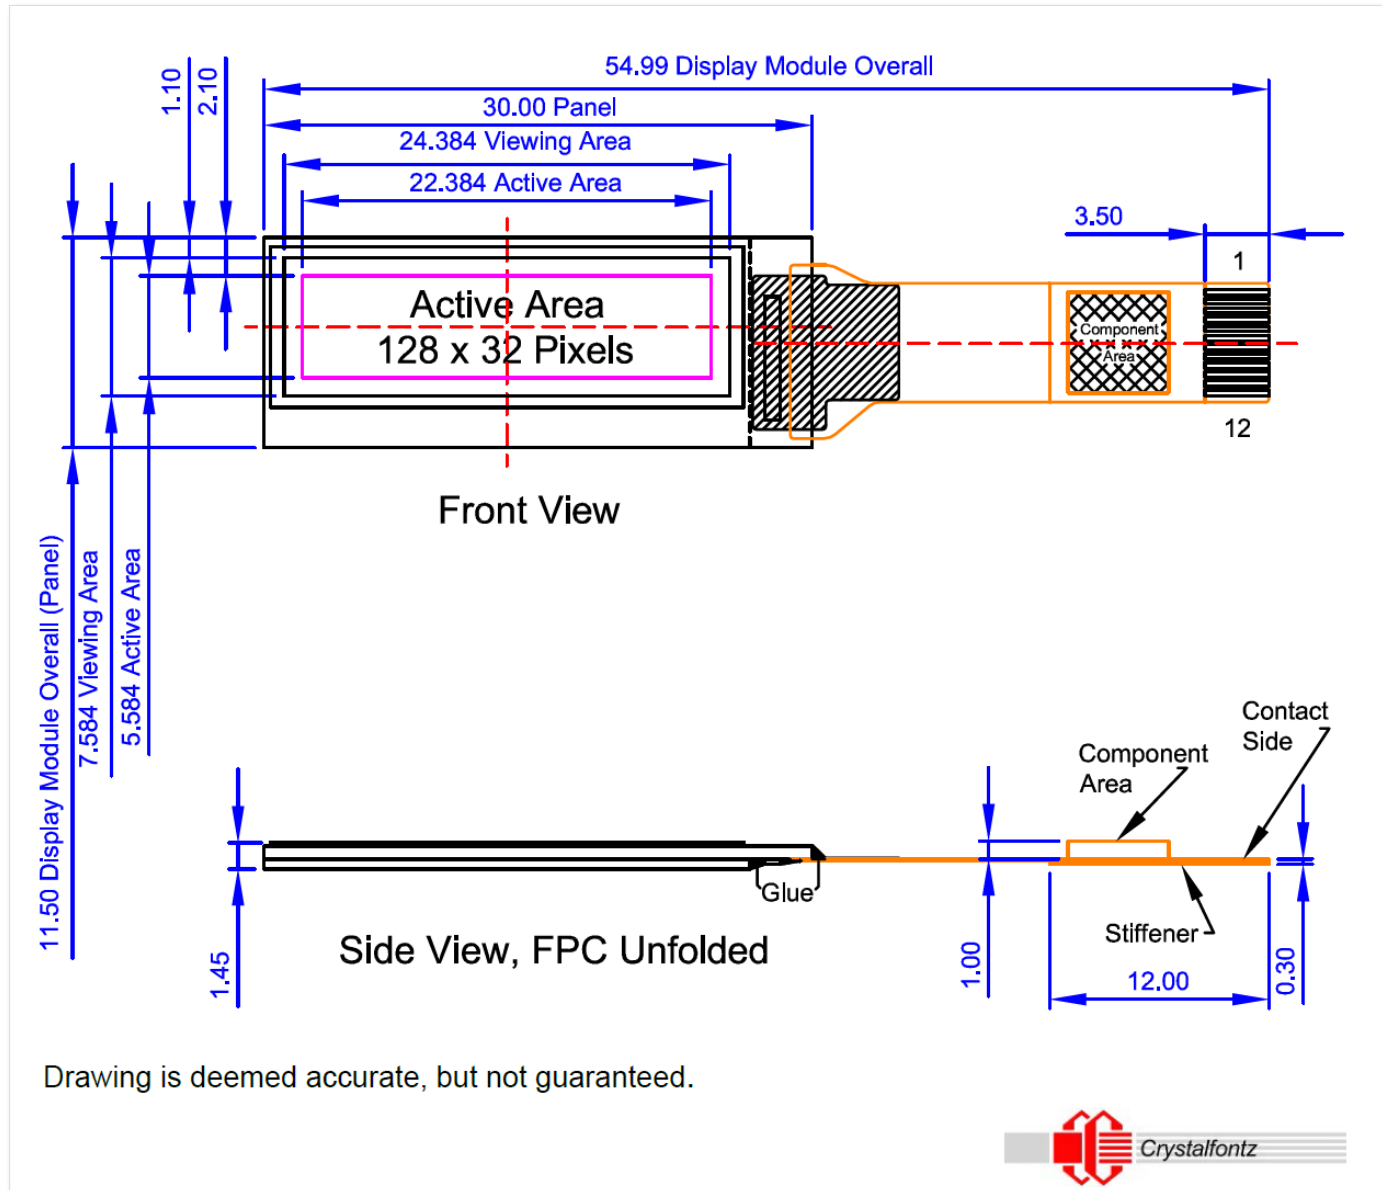 54.99 Display Module Overall
30.00 Panel
24.384 Viewing Area
22.384 Active Area
1.10
2.10
3.50
1
Active Area
128 x 32 Pixels
Component
Area
12
Front View
11.50 Display Module Overall (Panel)
7.584 Viewing Area
5.584 Active Area
Contact
Side
Component
Area
Glue
Stiffener
1.45
Side View, FPC Unfolded
1.00
12.00
0.30
Drawing is deemed accurate, but not guaranteed.
Crystalfontz